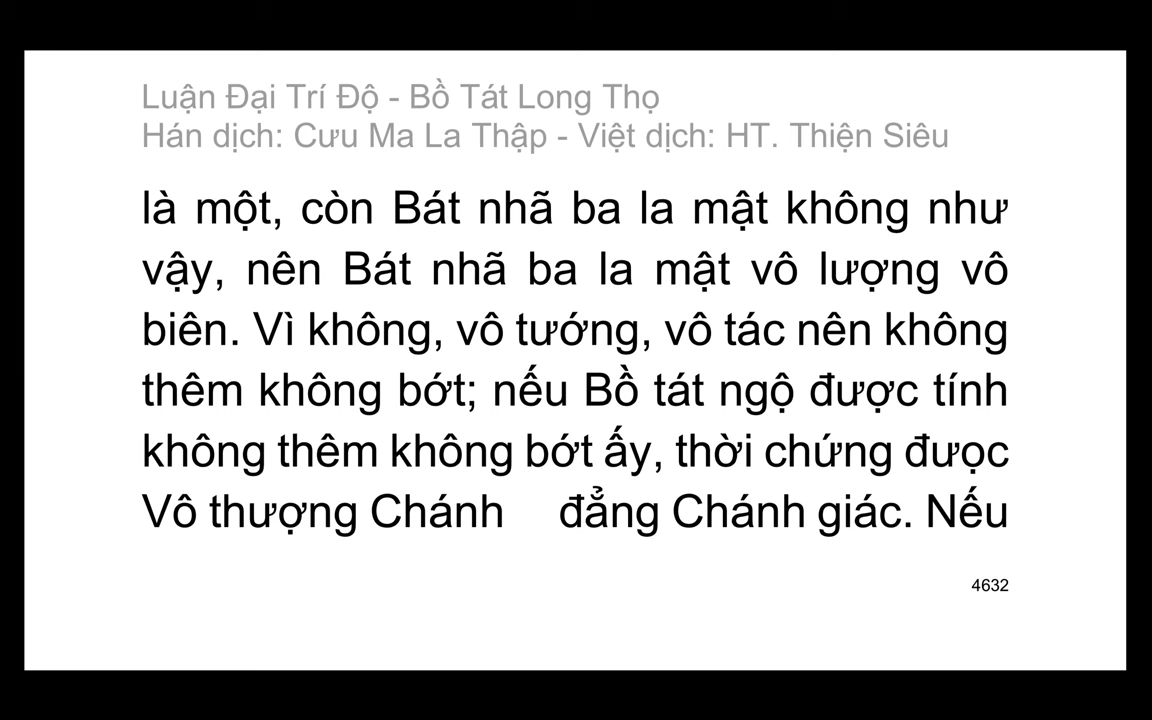 Luận Đại Trí Độ - Bồ Tát Long Thọ
Hán dịch: Cưu Ma La Thập - Việt dịch: HT. Thiện Siêu
là một, còn Bát nhã ba la mật không như
vậy, nên Bát nhã ba la mật vô lượng vô
biên. Vì không, vô tướng, vô tác nên không
thêm không bớt; nếu Bồ tát ngộ được tính
không thêm không bớt ấy, thời chứng đưọc
Vô thượng Chánh đẳng Chánh giác. Nếu
4632